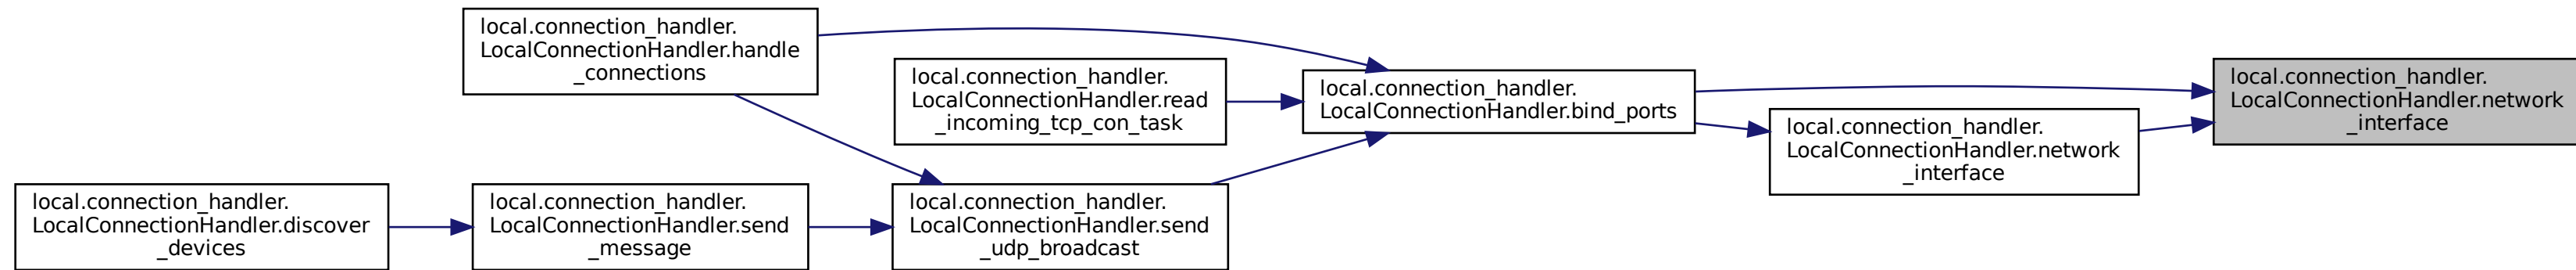 local.connection_handler.
LocalConnectionHandler.handle
_connections
local.connection_handler.
LocalConnectionHandler.read
_incoming_tcp_con_task
local.connection_handler.
LocalConnectionHandler.bind_ports
local.connection_handler.
LocalConnectionHandler.network
_interface
local.connection_handler.
LocalConnectionHandler.network
_interface
local.connection_handler.
LocalConnectionHandler.discover
_devices
local.connection_handler.
LocalConnectionHandler.send
_message
local.connection_handler.
LocalConnectionHandler.send
_udp_broadcast